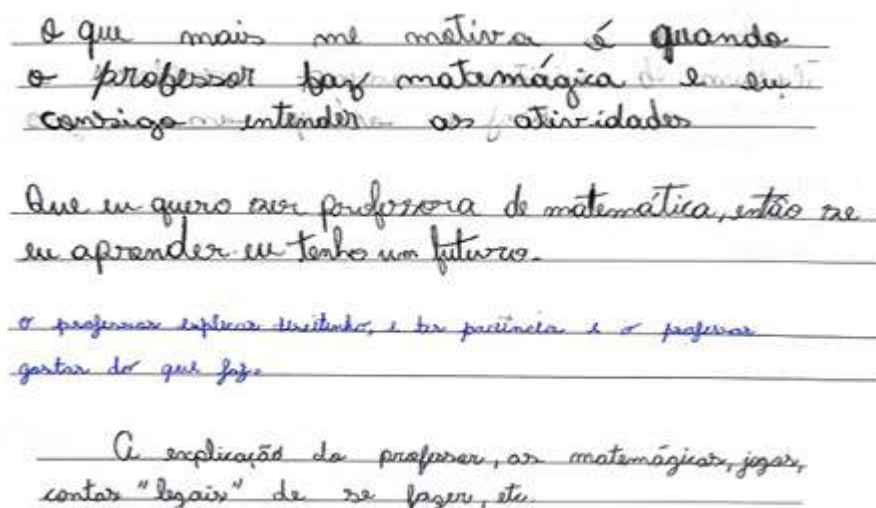 O que mais me motiva é quando
o professor faz matemágica e eu
consigo entender as atividades
Que eu quero ser professora de matemática, então se
eu aprender eu tenho um futuro.
o professor explicar direitinho, e ter paciência e o professor
gostar do que faz.
A explicação do professor, as matemágicas, jogos,
contas "legais" de se fazer, etc.